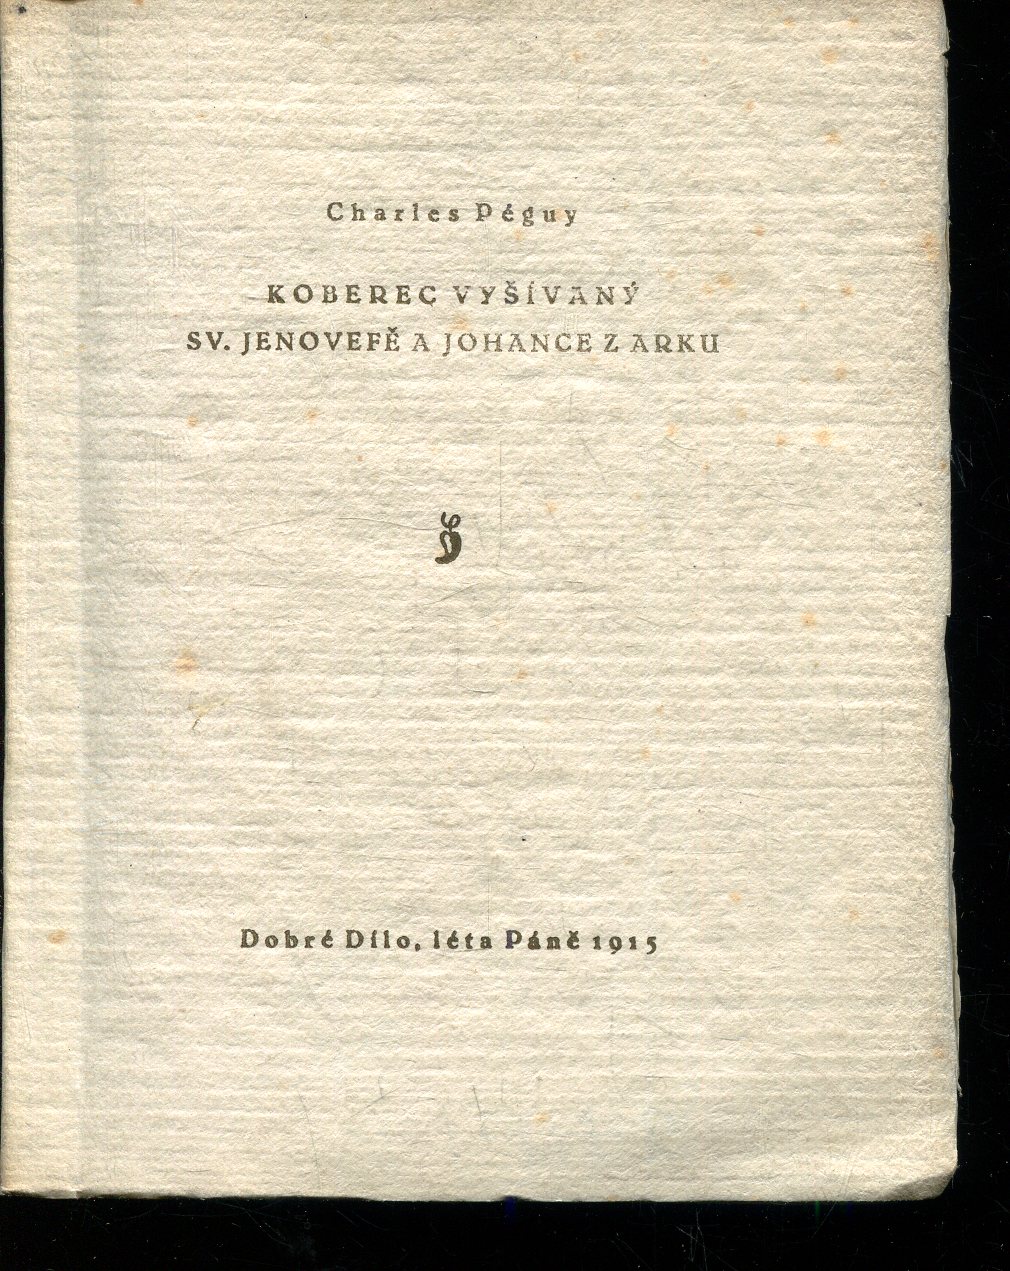 Charles Péguy
KOBEREC VYŠÍVANÝ
SV. JENOVEFĚ A JOHANCE Z ARKU
Dobré Dílo, léta Páně 1915